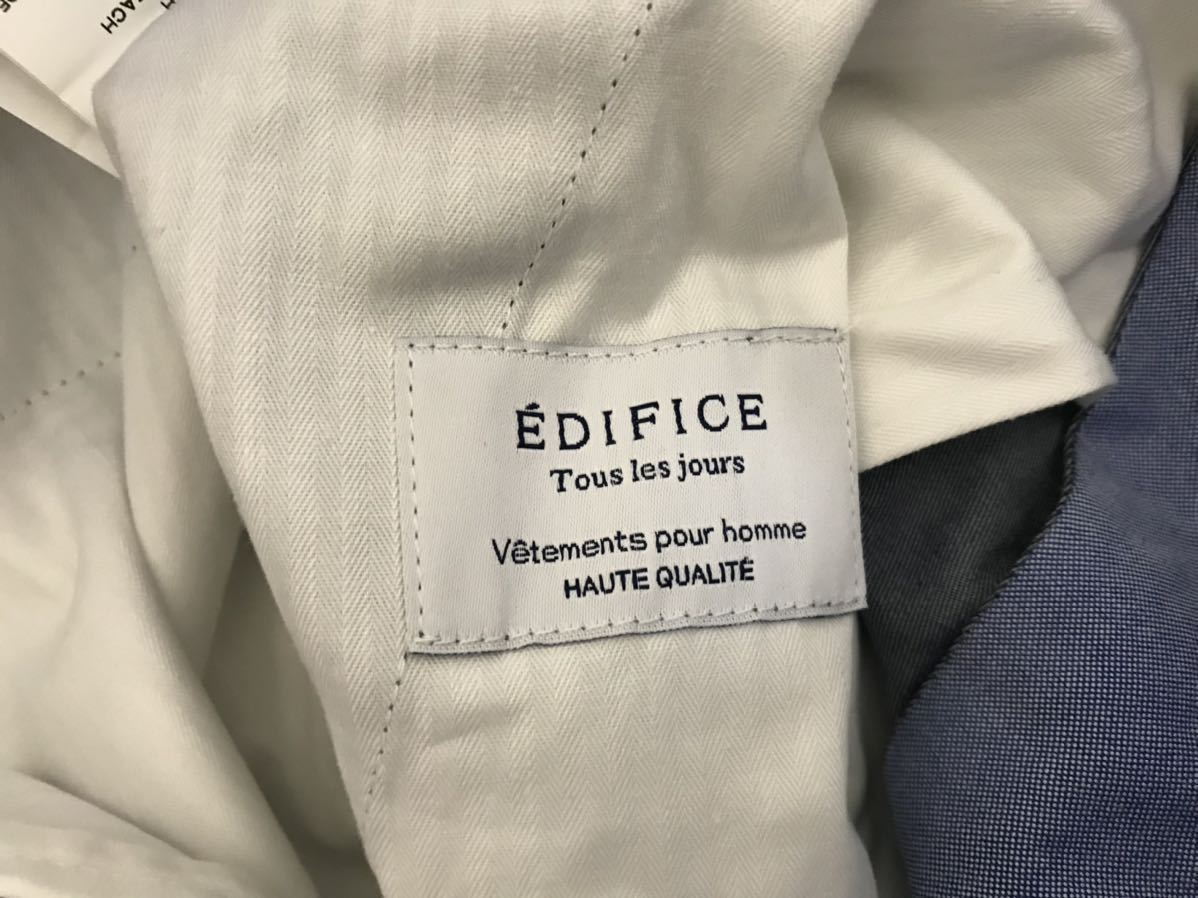 ÉDIFICE
Tous les jours
Vêtements pour homme
HAUTE QUALITÉ